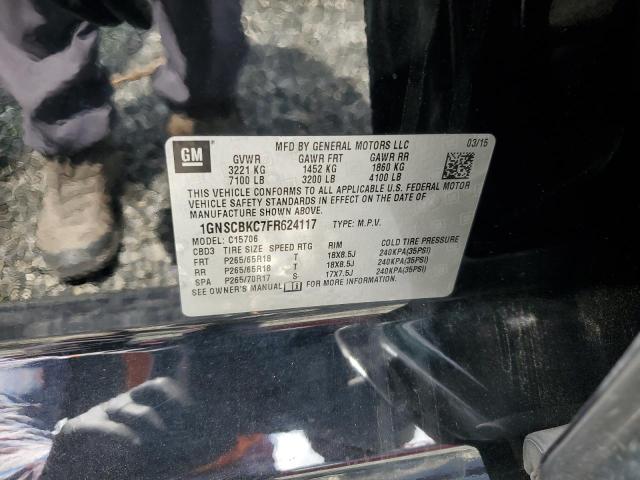 GM
MFD BY GENERAL MOTORS LLC 03/15
GVWR GAWR FRT GAWR RR
3221 KG 1452 KG 1860 KG
7100 LB 3200 LB 4100 LB
THIS VEHICLE CONFORMS TO ALL APPLICABLE U.S. FEDERAL MOTOR
VEHICLE SAFETY STANDARDS IN EFFECT ON THE DATE OF
MANUFACTURE SHOWN ABOVE.
1GNSCBKC7FR624117 TYPE: M.P.V.
MODEL: C15706
CBD3 TIRE SIZE SPEED RTG RIM COLD TIRE PRESSURE
FRT P265/65R18 T 18X8.5J 240KPA(35PSI)
RR P265/65R18 T 18X8.5J 240KPA(35PSI)
SPA P265/70R17 S 17X7.5J 240KPA(35PSI)
SEE OWNER'S MANUAL FOR MORE INFORMATION.